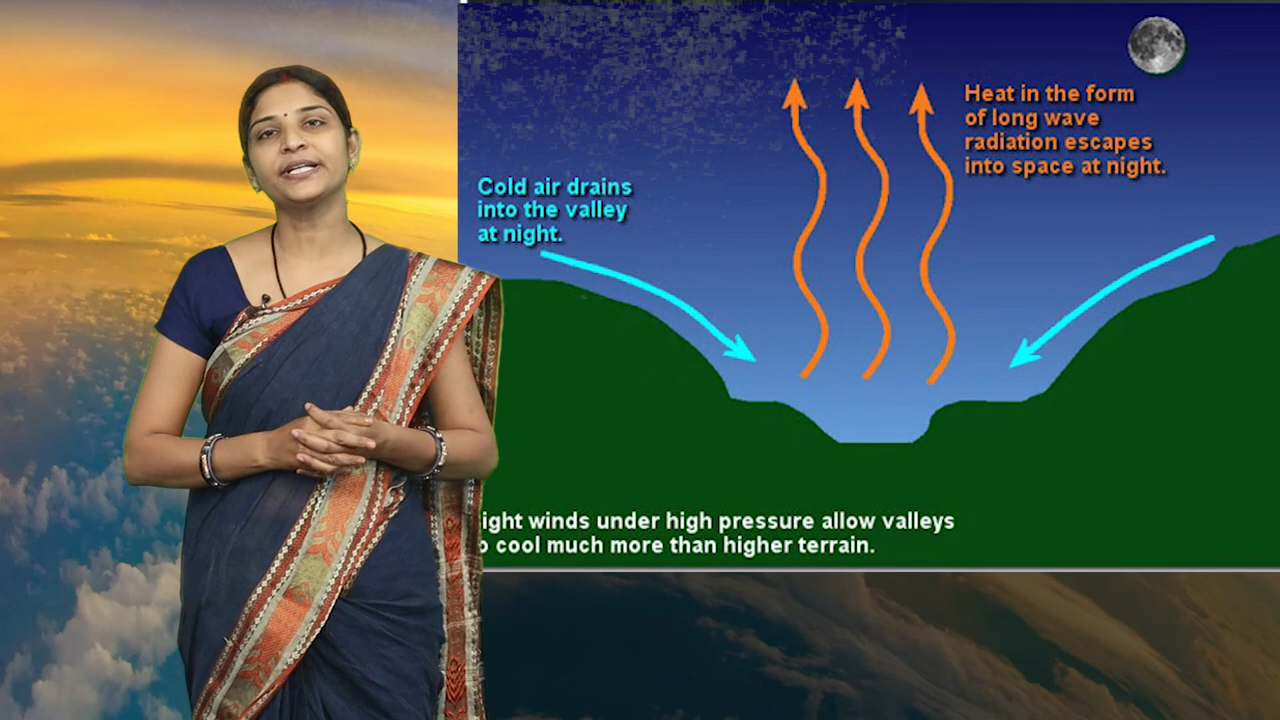 Heat in the form
of long wave
radiation escapes
into space at night.
Cold air drains
into the valley
at night.
ight winds under high pressure allow valleys
o cool much more than higher terrain.